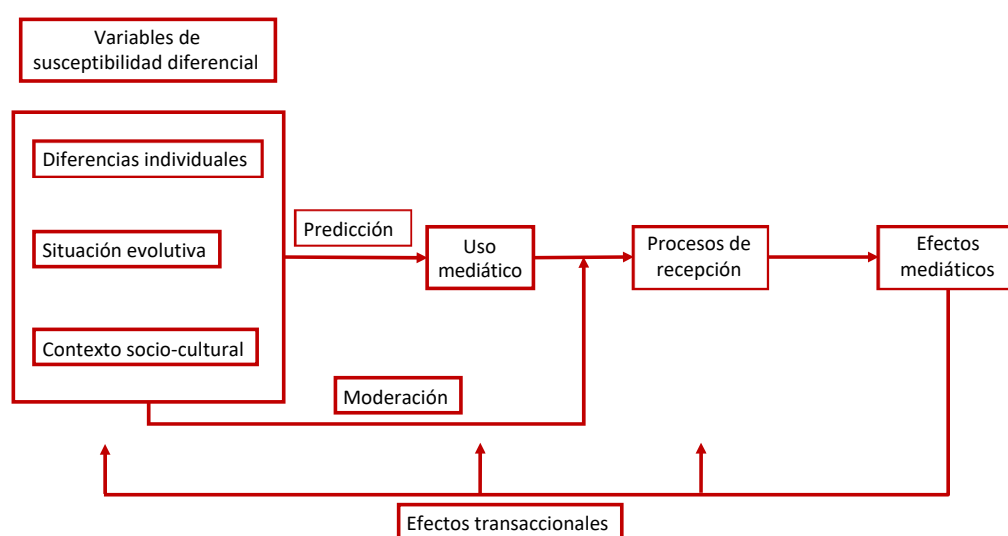 Variables de
susceptibilidad diferencial
Diferencias individuales
Situación evolutiva
Contexto socio-cultural
Predicción
Uso
mediático
Procesos de
recepción
Efectos
mediáticos
Moderación
Efectos transaccionales